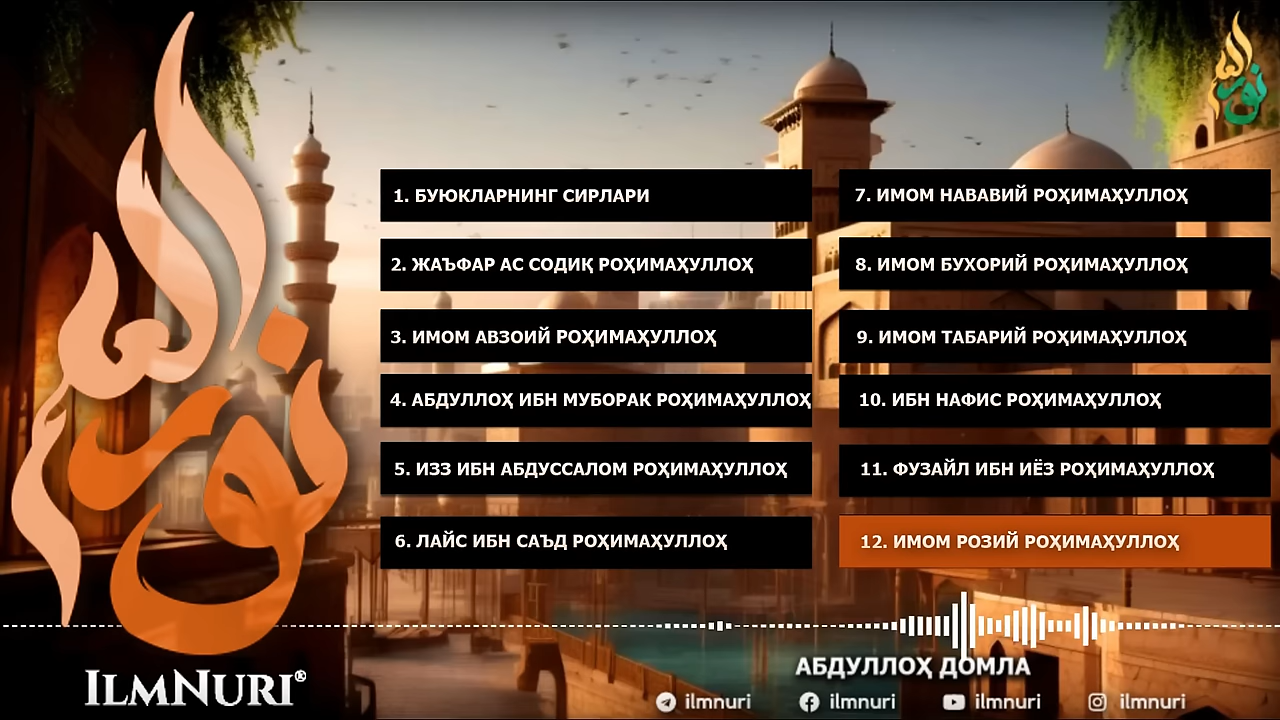 1. БУЮКЛАРНИНГ СИРЛАРИ
2. ЖАЪФАР АС СОДИҚ РОҲИМАҲУЛЛОҲ
3. ИМОМ АВЗОИЙ РОҲИМАҲУЛЛОҲ
4. АБДУЛЛОҲ ИБН МУБОРАК РОҲИМАҲУЛЛОҲ
5. ИЗЗ ИБН АБДУССАЛОМ РОҲИМАҲУЛЛОҲ
6. ЛАЙС ИБН САЪД РОҲИМАҲУЛЛОҲ
7. ИМОМ НАВАВИЙ РОҲИМАҲУЛЛОҲ
8. ИМОМ БУХОРИЙ РОҲИМАҲУЛЛОҲ
9. ИМОМ ТАБАРИЙ РОҲИМАҲУЛЛОҲ
10. ИБН НАФИС РОҲИМАҲУЛЛОҲ
11. ФУЗАЙЛ ИБН ИЁЗ РОҲИМАҲУЛЛОҲ
12. ИМОМ РОЗИЙ РОҲИМАҲУЛЛОҲ
АБДУЛЛОҲ ДОМЛА
ILMNURI®
ilmnuri ilmnuri ilmnuri ilmnuri